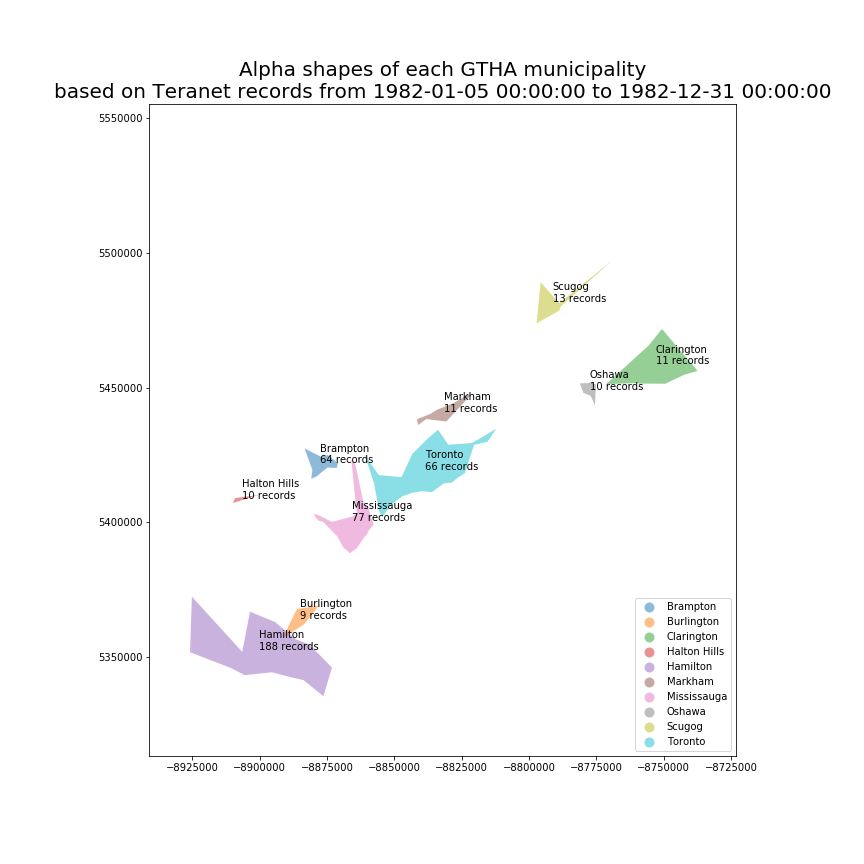 Alpha shapes of each GTHA municipality
based on Teranet records from 1982-01-05 00:00:00 to 1982-12-31 00:00:00
5550000
5500000
5450000
5400000
5350000
Scugog
13 records
Clarington
11 records
Oshawa
10 records
Markham
11 records
Brampton
64 records
Toronto
66 records
Halton Hills
10 records
Mississauga
77 records
Burlington
9 records
Hamilton
188 records
Brampton
Burlington
Clarington
Halton Hills
Hamilton
Markham
Mississauga
Oshawa
Scugog
Toronto
−8925000 −8900000 −8875000 −8850000 −8825000 −8800000 −8775000 −8750000 −8725000